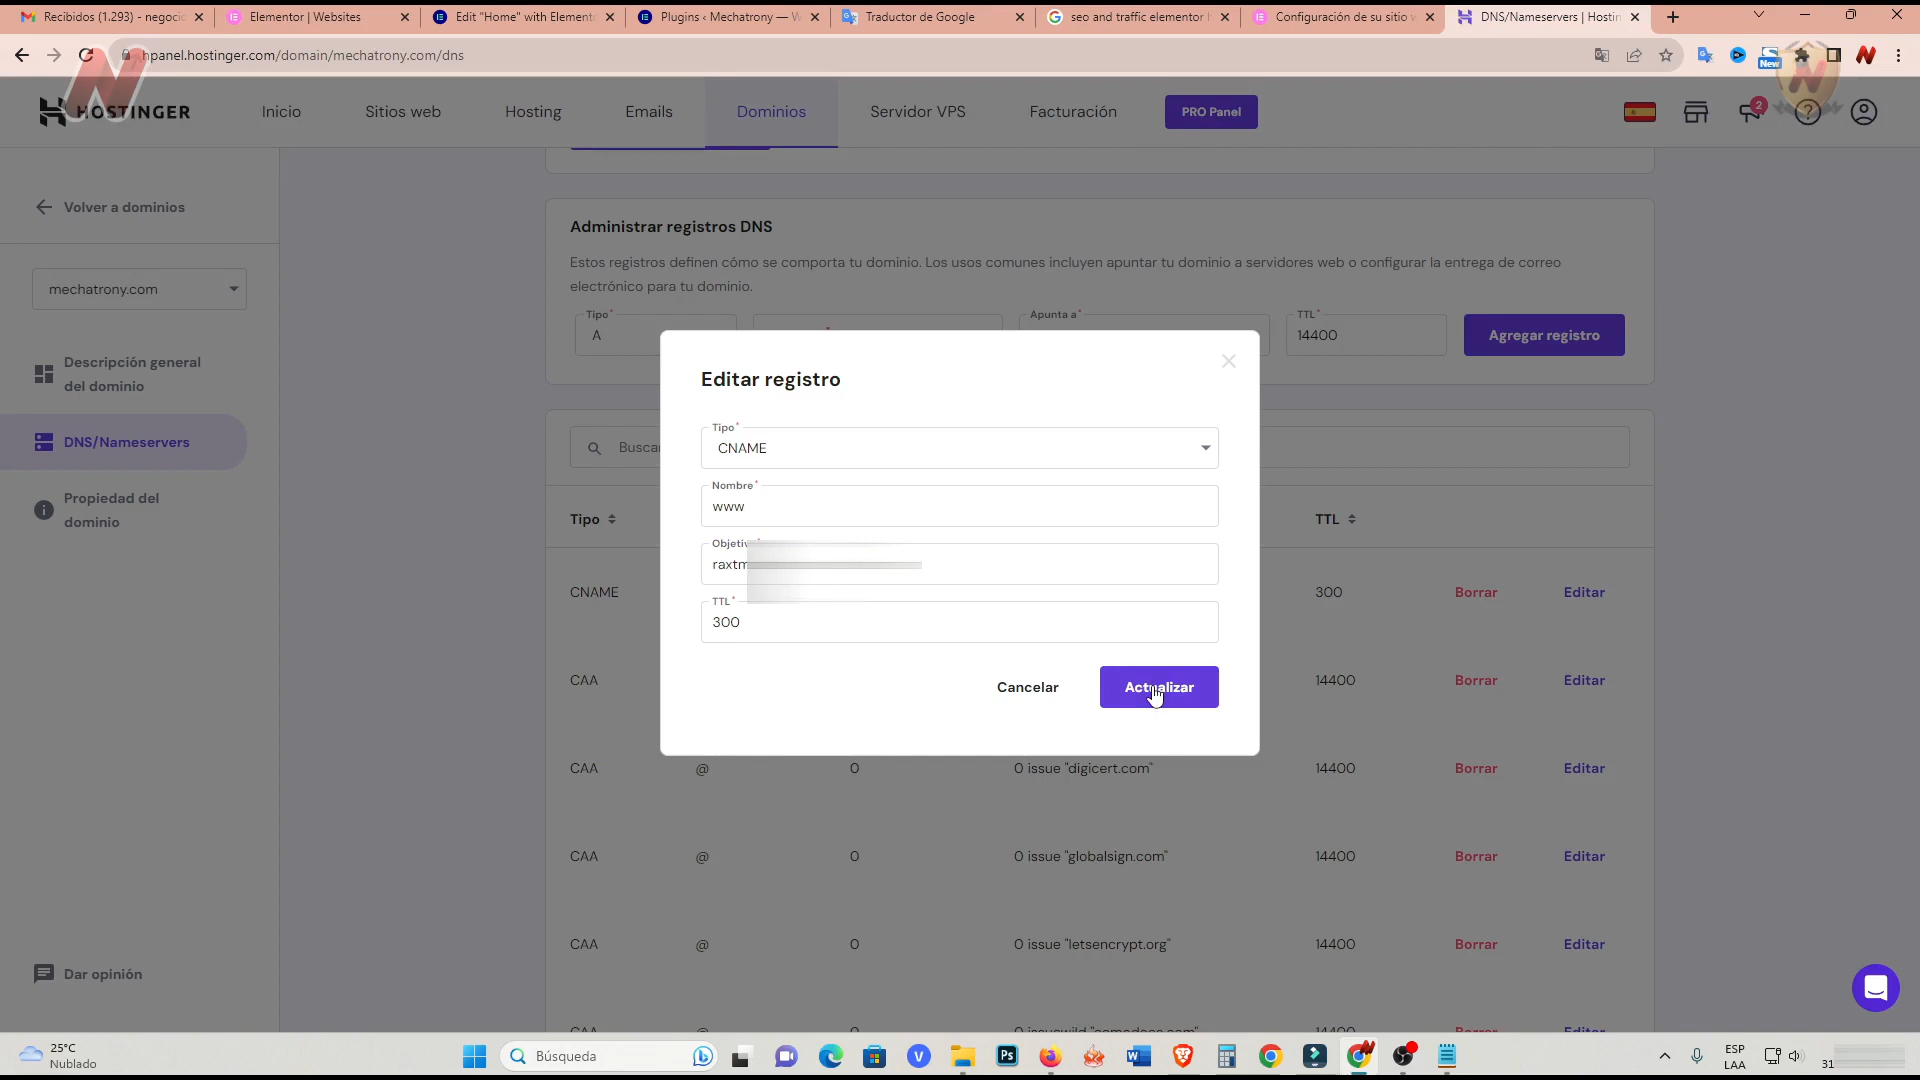 Recibidos (1.293) - negocio
Elementor | Websites
Edit "Home" with Elemento
Plugins ‹ Mechatrony — W
Traductor de Google
seo and traffic elementor h
Configuración de su sitio w
DNS/Nameservers | Hostin
hpanel.hostinger.com/domain/mechatrony.com/dns
New
HOSTINGER
Inicio
Sitios web
Hosting
Emails
Dominios
Servidor VPS
Facturación
PRO Panel
2
Volver a dominios
mechatrony.com
Descripción general
del dominio
DNS/Nameservers
Propiedad del
dominio
Dar opinión
Administrar registros DNS
Estos registros definen cómo se comporta tu dominio. Los usos comunes incluyen apuntar tu dominio a servidores web o configurar la entrega de correo
electrónico para tu dominio.
Tipo*
A
Apunta a*
TTL*
14400
Agregar registro
Editar registro
Tipo*
CNAME
Nombre*
www
Objetiv
raxtm
TTL*
300
Cancelar
Actualizar
Buscar
Tipo
TTL
CNAME 300 Borrar Editar
CAA 14400 Borrar Editar
CAA @ 0 0 issue "digicert.com" 14400 Borrar Editar
CAA @ 0 0 issue "globalsign.com" 14400 Borrar Editar
CAA @ 0 0 issue "letsencrypt.org" 14400 Borrar Editar
CAA @ 0 0 issuewild "comodoca.com" 14400 Borrar Editar
25°C
Nublado
Búsqueda
ESP
LAA
31